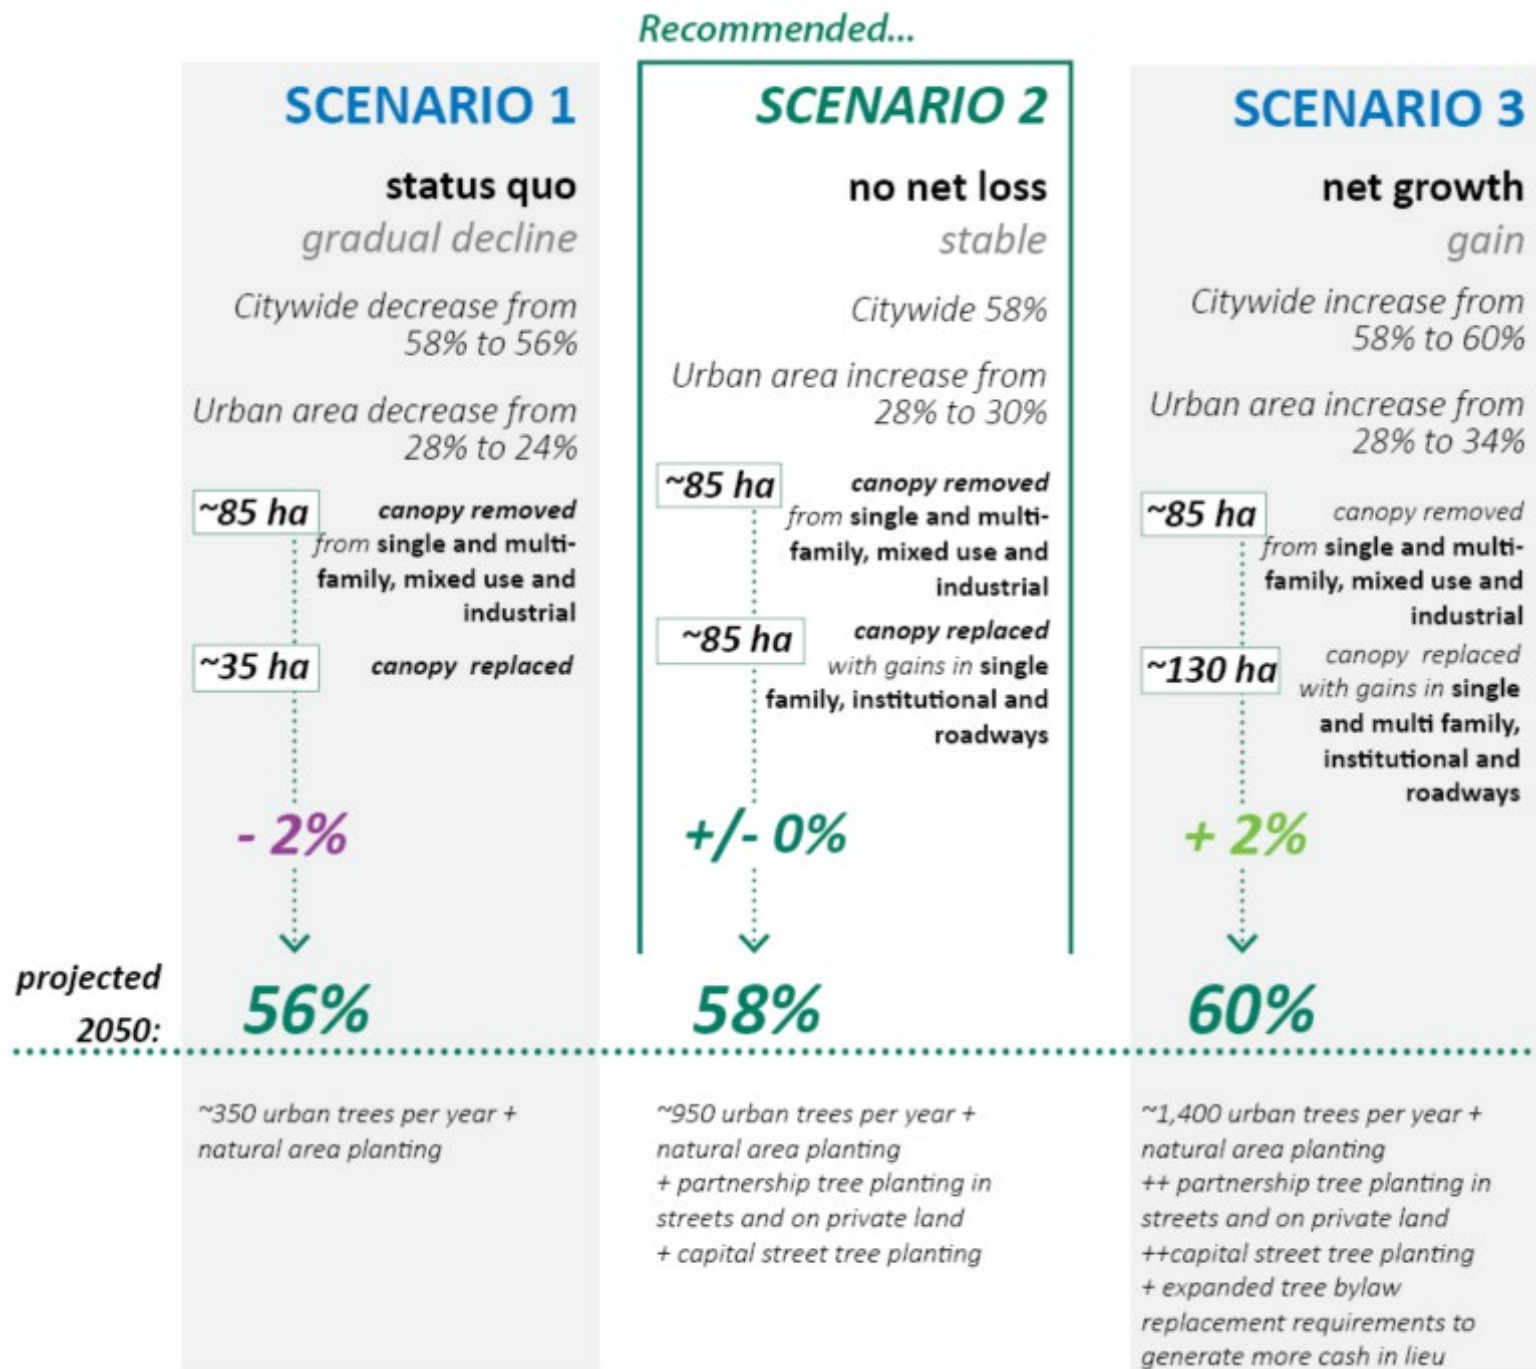 Recommended...
SCENARIO 1
status quo
gradual decline
Citywide decrease from
58% to 56%
Urban area decrease from
28% to 24%
~85 ha
canopy removed
from single and multi-
family, mixed use and
industrial
~35 ha
canopy replaced
- 2%
SCENARIO 2
no net loss
stable
Citywide 58%
Urban area increase from
28% to 30%
~85 ha
canopy removed
from single and multi-
family, mixed use and
industrial
~85 ha
canopy replaced
with gains in single
family, institutional and
roadways
+/- 0%
SCENARIO 3
net growth
gain
Citywide increase from
58% to 60%
Urban area increase from
28% to 34%
~85 ha
canopy removed
from single and multi-
family, mixed use and
industrial
~130 ha
canopy replaced
with gains in single
and multi family,
institutional and
roadways
+ 2%
projected
2050:
56%
58%
60%
~350 urban trees per year +
natural area planting
~950 urban trees per year +
natural area planting
+ partnership tree planting in
streets and on private land
+ capital street tree planting
~1,400 urban trees per year +
natural area planting
++ partnership tree planting in
streets and on private land
++capital street tree planting
+ expanded tree bylaw
replacement requirements to
generate more cash in lieu